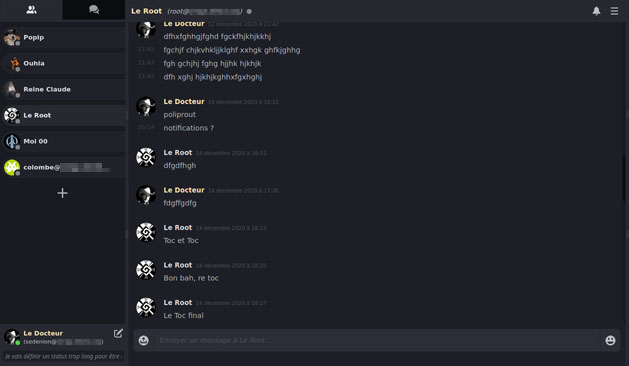 Le Root (root@ )
Popip
Ouhla
Reine Claude
Le Root
Moi 00
colombe@
Le Docteur 12 décembre 2020 à 21:42
dfhxfghhgjfghd fgckfhjkhjkkhj
21:42 fgchjf chjkvhkljjklghf xxhgk ghfkjghhg
21:42 fgh gchjhj fghg hjjhk hjkhjk
21:42 dfh xghj hjkhjkghhxfgxhghj
Le Docteur 14 décembre 2020 à 16:12
poliprout
16:14 notifications ?
Le Root 14 décembre 2020 à 16:31
dfgdfhgh
Le Docteur 14 décembre 2020 à 17:26
fdgffgdfg
Le Root 14 décembre 2020 à 18:23
Toc et Toc
Le Root 14 décembre 2020 à 18:25
Bon bah, re toc
Le Root 14 décembre 2020 à 18:27
Le Toc final
Le Docteur
(sedenion@ )
Je vais définir un status trop long pour être
Envoyer un message à Le Root ...